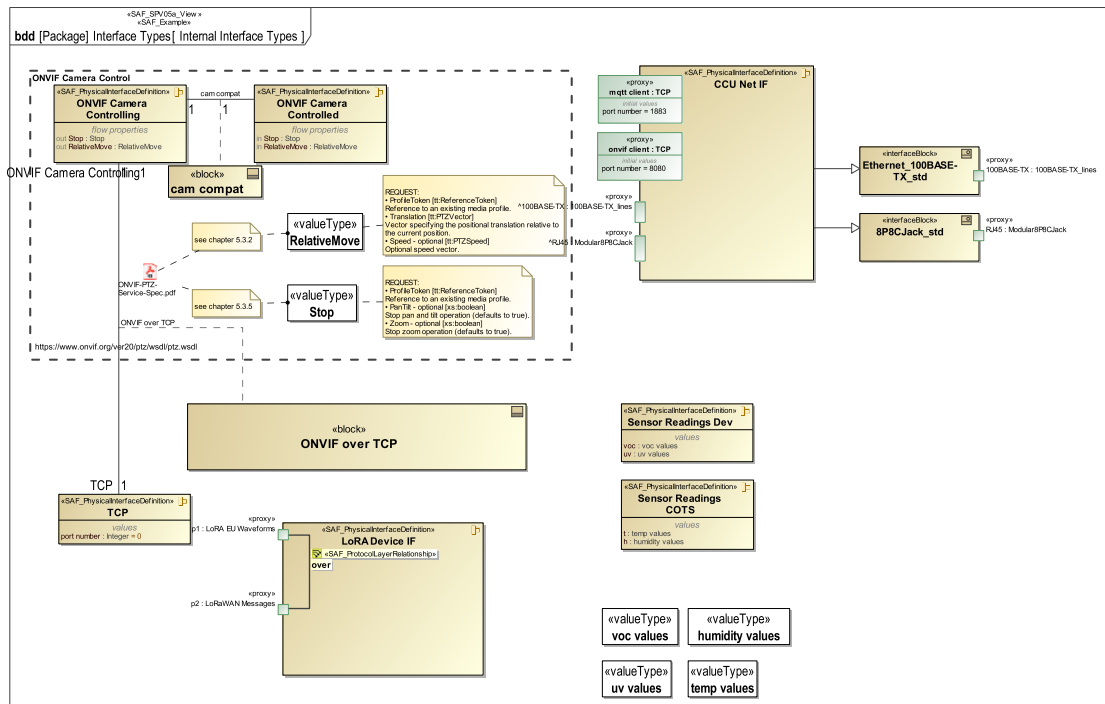 «SAF_SPV05a_View »
«SAF_Example»
bdd [Package] Interface Types[ Internal Interface Types ]
ONVIF Camera Control
«SAF_PhysicalInterfaceDefinition»
ONVIF Camera
Controlling
flow properties
out Stop : Stop
out RelativeMove : RelativeMove
cam compat
1
1
«SAF_PhysicalInterfaceDefinition»
ONVIF Camera
Controlled
flow properties
in Stop : Stop
in RelativeMove : RelativeMove
ONVIF Camera Controlling1
«block»
cam compat
see chapter 5.3.2
«valueType»
RelativeMove
REQUEST:
• ProfileToken [tt:ReferenceToken]
Reference to an existing media profile.
• Translation [tt:PTZVector]
Vector specifying the positional translation relative to
the current position.
• Speed - optional [tt:PTZSpeed]
Optional speed vector.
ONVIF-PTZ-
Service-Spec.pdf
see chapter 5.3.5
«valueType»
Stop
REQUEST:
• ProfileToken [tt:ReferenceToken]
Reference to an existing media profile.
• PanTilt - optional [xs:boolean]
Stop pan and tilt operation (defaults to true).
• Zoom - optional [xs:boolean]
Stop zoom operation (defaults to true).
ONVIF over TCP
https://www.onvif.org/ver20/ptz/wsdl/ptz.wsdl
«block»
ONVIF over TCP
TCP 1
«SAF_PhysicalInterfaceDefinition»
TCP
values
port number : Integer = 0
«proxy»
p1 : LoRA EU Waveforms
«proxy»
p2 : LoRaWAN Messages
«SAF_PhysicalInterfaceDefinition»
LoRA Device IF
«SAF_ProtocolLayerRelationship»
over
«SAF_PhysicalInterfaceDefinition»
CCU Net IF
«proxy»
mqtt client : TCP
initial values
port number = 1883
«proxy»
onvif client : TCP
initial values
port number = 8080
«proxy»
^100BASE-TX : 100BASE-TX_lines
«proxy»
^RJ45 : Modular8P8CJack
«interfaceBlock»
Ethernet_100BASE-
TX_std
«proxy»
100BASE-TX : 100BASE-TX_lines
«interfaceBlock»
8P8CJack_std
«proxy»
RJ45 : Modular8P8CJack
«SAF_PhysicalInterfaceDefinition»
Sensor Readings Dev
values
voc : voc values
uv : uv values
«SAF_PhysicalInterfaceDefinition»
Sensor Readings
COTS
values
t : temp values
h : humidity values
«valueType»
voc values
«valueType»
humidity values
«valueType»
uv values
«valueType»
temp values